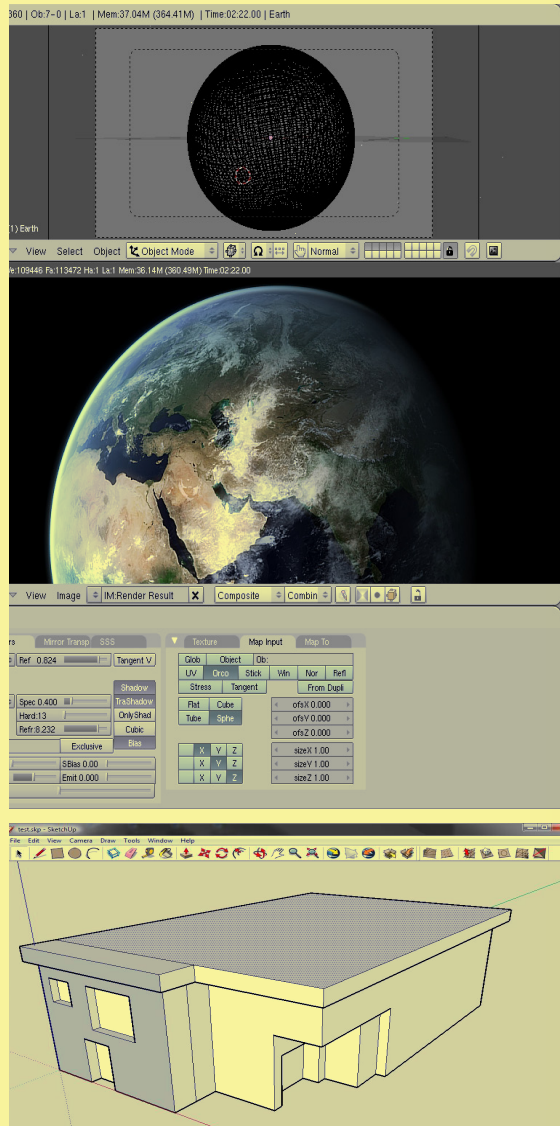 360 | Ob:7-0 | La:1 | Mem:37.04M (364.41M) | Time:02:22.00 | Earth
1) Earth
View Select Object Object Mode Normal
Ve:109446 Fa:113472 Ha:1 La:1 Mem:36.14M (360.49M) Time:02:22.00
View Image IM:Render Result X Composite Combin
Mirror Transp SSS
Ref 0.824 Tangent V
Shadow
Spec 0.400 TraShadow
Hard:13 OnlyShad
Refr:8.232 Cubic
Exclusive Bias
SBias 0.00
Emit 0.000
Texture Map Input Map To
Glob Object Ob:
UV Orco Stick Win Nor Refl
Stress Tangent From Dupli
Flat Cube ofsX 0.000
Tube Sphe ofsY 0.000
ofsZ 0.000
X Y Z sizeX 1.00
X Y Z sizeY 1.00
X Y Z sizeZ 1.00
test.skp - SketchUp
File Edit View Camera Draw Tools Window Help